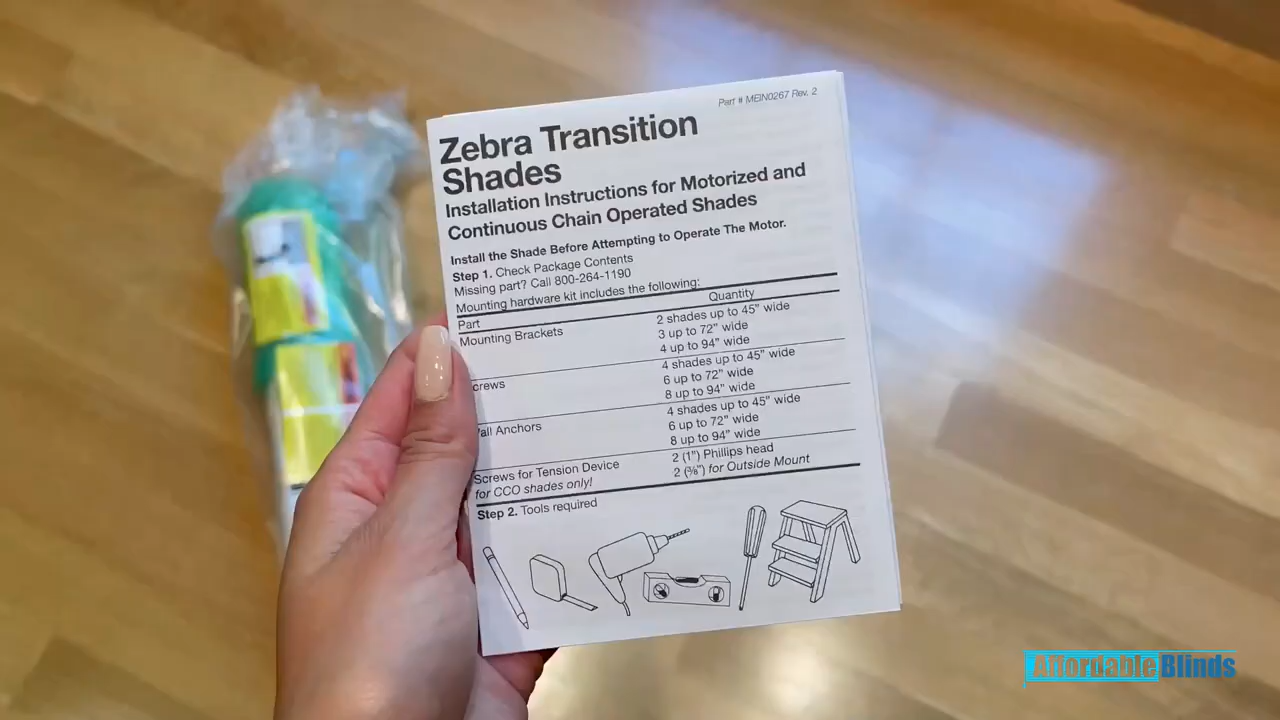 Part # MEIN0267 Rev. 2
Zebra Transition
Shades
Installation Instructions for Motorized and
Continuous Chain Operated Shades
Install the Shade Before Attempting to Operate The Motor.
Step 1. Check Package Contents
Missing part? Call 800-264-1190
Mounting hardware kit includes the following:
Part Quantity
Mounting Brackets 2 shades up to 45" wide
3 up to 72" wide
4 up to 94" wide
crews 4 shades up to 45" wide
6 up to 72" wide
8 up to 94" wide
all Anchors 4 shades up to 45" wide
6 up to 72" wide
8 up to 94" wide
Screws for Tension Device 2 (1") Phillips head
for CCO shades only! 2 (⅜") for Outside Mount
Step 2. Tools required
AffordableBlinds